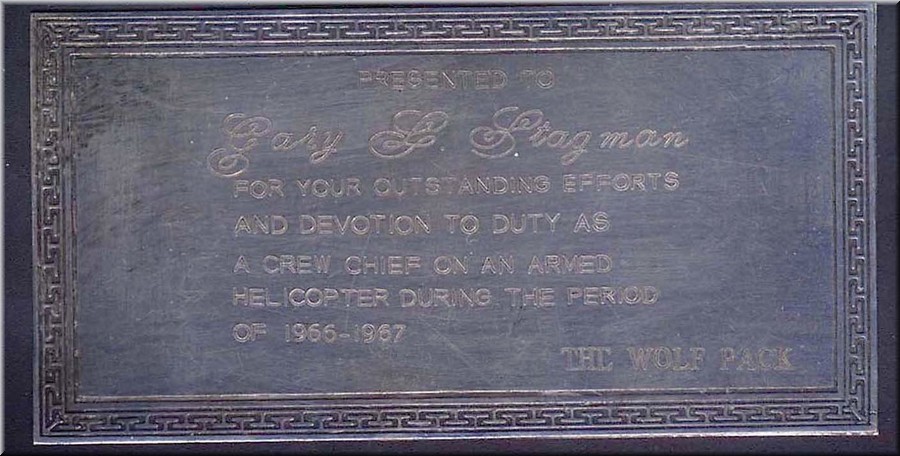 PRESENTED TO
Gary L. Stagman
FOR YOUR OUTSTANDING EFFORTS
AND DEVOTION TO DUTY AS
A CREW CHIEF ON AN ARMED
HELICOPTER DURING THE PERIOD
OF 1966-1967
THE WOLF PACK